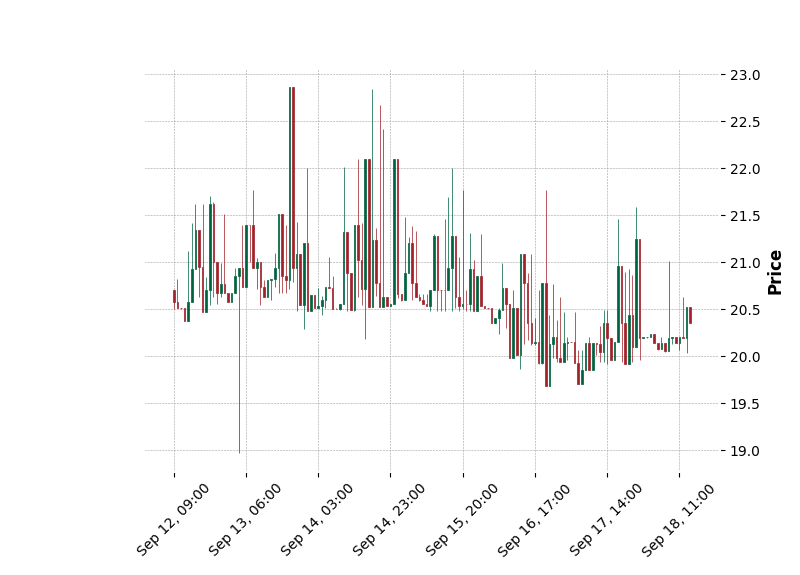 23.0
22.5
22.0
21.5
21.0
20.5
20.0
19.5
19.0
Price
Sep 12, 09:00
Sep 13, 06:00
Sep 14, 03:00
Sep 14, 23:00
Sep 15, 20:00
Sep 16, 17:00
Sep 17, 14:00
Sep 18, 11:00